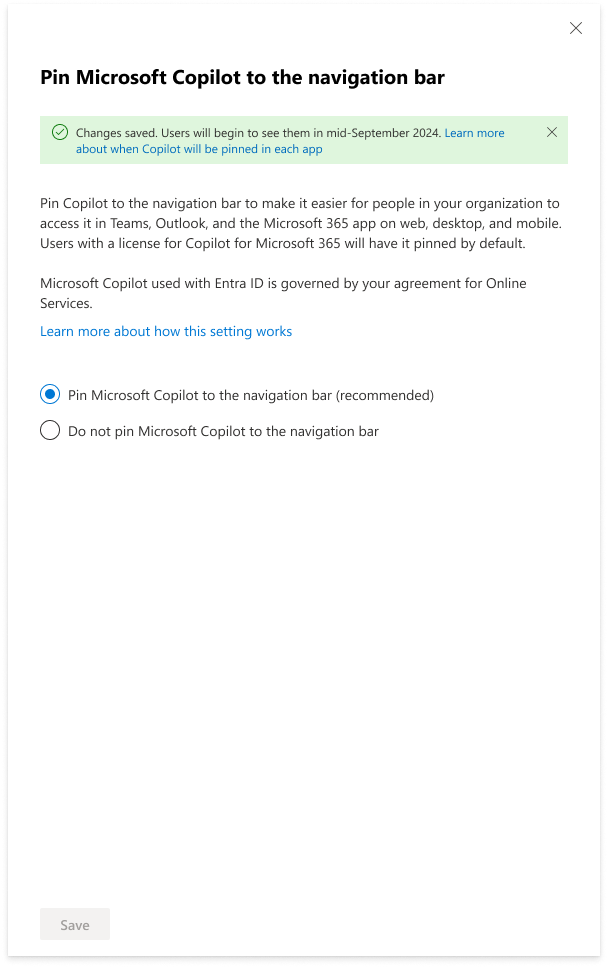 Pin Microsoft Copilot to the navigation bar
Changes saved. Users will begin to see them in mid-September 2024. Learn more
about when Copilot will be pinned in each app
Pin Copilot to the navigation bar to make it easier for people in your organization to
access it in Teams, Outlook, and the Microsoft 365 app on web, desktop, and mobile.
Users with a license for Copilot for Microsoft 365 will have it pinned by default.
Microsoft Copilot used with Entra ID is governed by your agreement for Online
Services.
Learn more about how this setting works
Pin Microsoft Copilot to the navigation bar (recommended)
Do not pin Microsoft Copilot to the navigation bar
Save